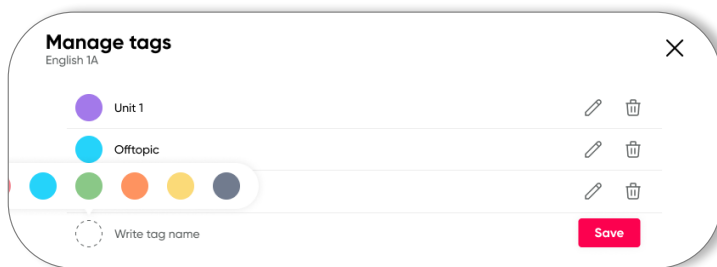 Manage tags
English 1A
Unit 1
Offtopic
Write tag name
Save